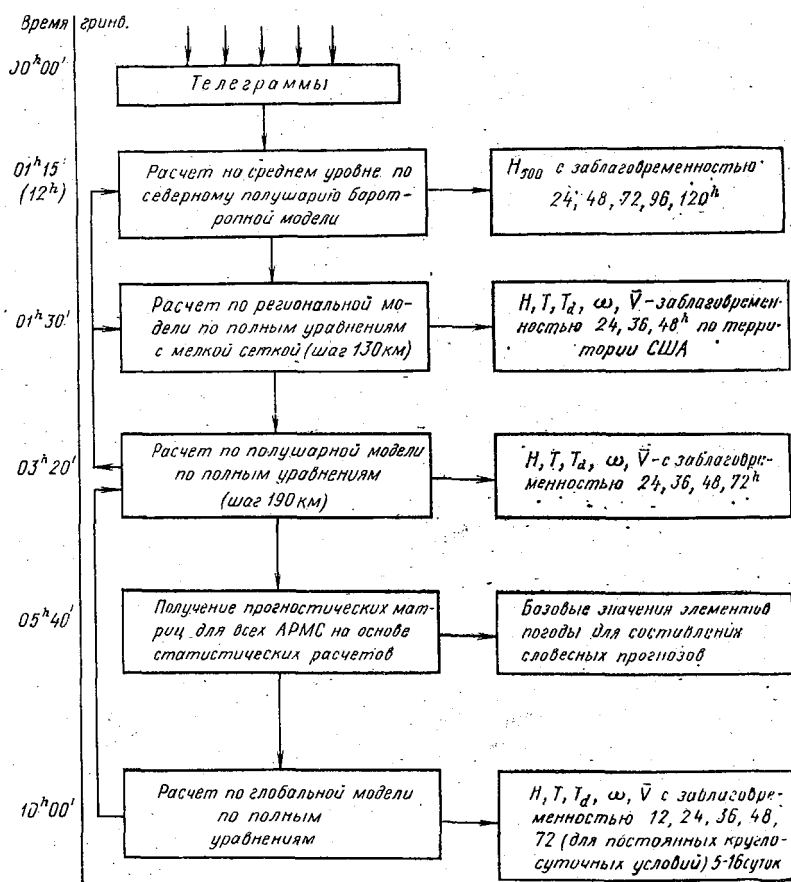 Время гринв.
00ʰ00'
Телеграммы
01ʰ15'
(12ʰ)
Расчет на среднем уровне по
северному полушарию барот-
ропной модели
H₅₀₀ с заблаговременностью
24, 48, 72, 96, 120ʰ
01ʰ30'
Расчет по региональной мо-
дели по полным уравнениям
с мелкой сеткой (шаг 130 км)
H, T, T_d, ω, V̄ – заблаговремен-
ностью 24, 36, 48ʰ по терри-
тории США
03ʰ20'
Расчет по полушарной модели
по полным уравнениям
(шаг 190 км)
H, T, T_d, ω, V̄ – с заблаговре-
менностью 24, 36, 48, 72ʰ
05ʰ40'
Получение прогностических мат-
риц для всех АРМС на основе
статистических расчетов
Базовые значения элементов
погоды для составления
словесных прогнозов
10ʰ00'
Расчет по глобальной модели
по полным
уравнениям
H, T, T_d, ω, V̄ с заблаговре-
менностью 12, 24, 36, 48,
72 (для постоянных кругло-
суточных условий) 5-16 суток